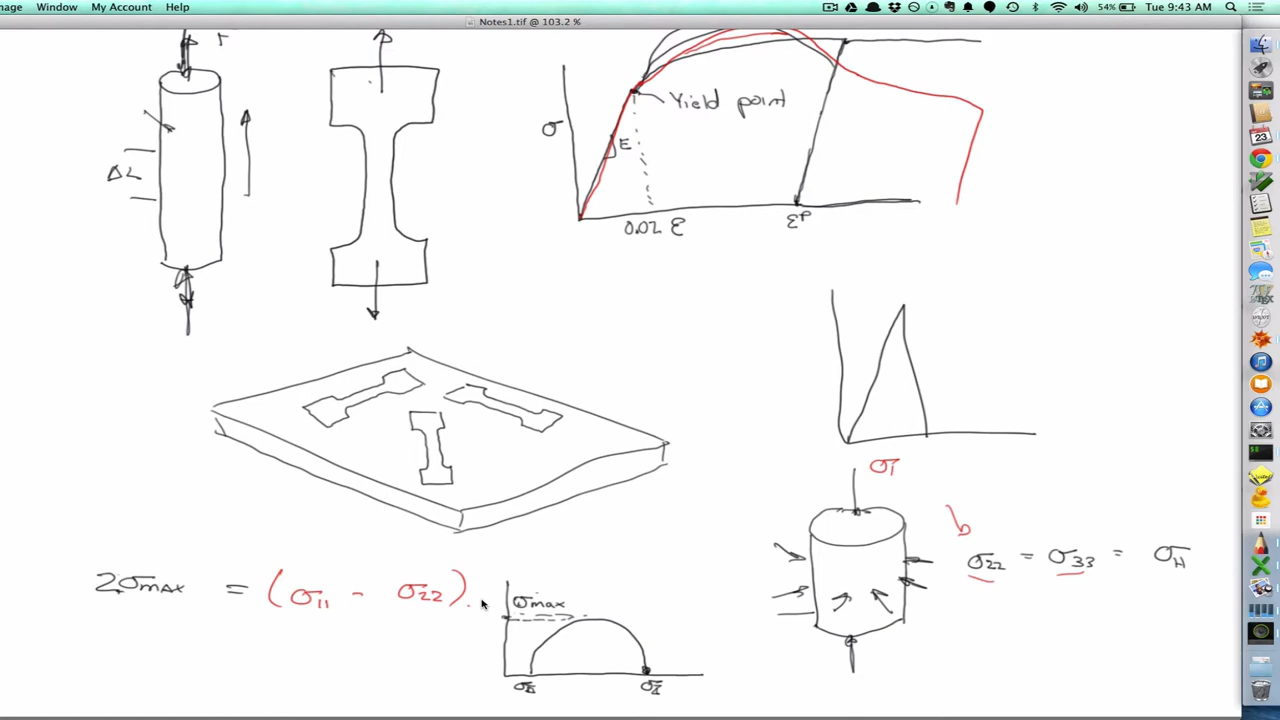 Window My Account Help
54% Tue 9:43 AM
Notes1.tif @ 103.2 %
Yield point
σ
E
ΔL
0.02 ε
εᴾ
23
σ₁
σ22 = σ33 = σH
2σmax = (σ11 - σ22)
σmax